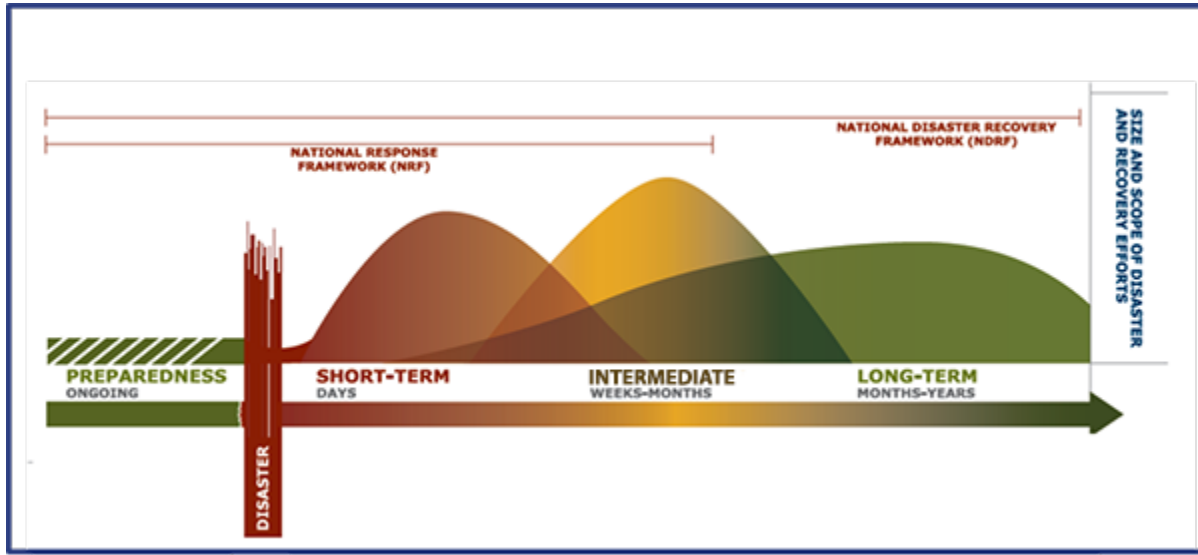 NATIONAL DISASTER RECOVERY
FRAMEWORK (NDRF)
NATIONAL RESPONSE
FRAMEWORK (NRF)
SIZE AND SCOPE OF DISASTER
AND RECOVERY EFFORTS
PREPAREDNESS
ONGOING
SHORT-TERM
DAYS
INTERMEDIATE
WEEKS-MONTHS
LONG-TERM
MONTHS-YEARS
DISASTER